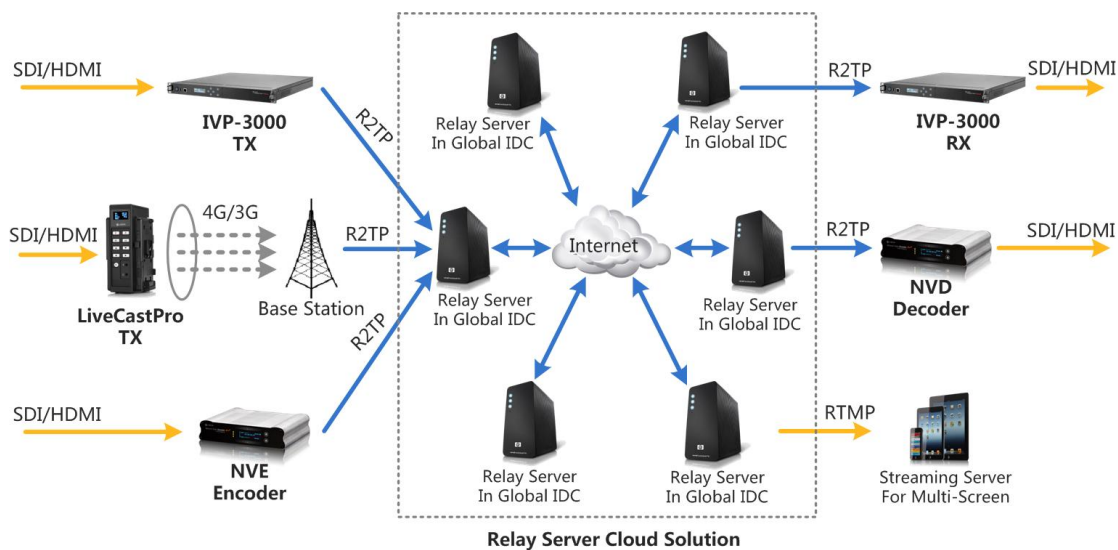 SDI/HDMI
IVP-3000
TX
R2TP
SDI/HDMI
4G/3G
LiveCastPro
TX
Base Station
R2TP
SDI/HDMI
NVE
Encoder
R2TP
Relay Server
In Global IDC
Relay Server
In Global IDC
Relay Server
In Global IDC
Internet
Relay Server
In Global IDC
Relay Server
In Global IDC
Relay Server
In Global IDC
Relay Server Cloud Solution
R2TP
IVP-3000
RX
SDI/HDMI
R2TP
NVD
Decoder
SDI/HDMI
RTMP
Streaming Server
For Multi-Screen